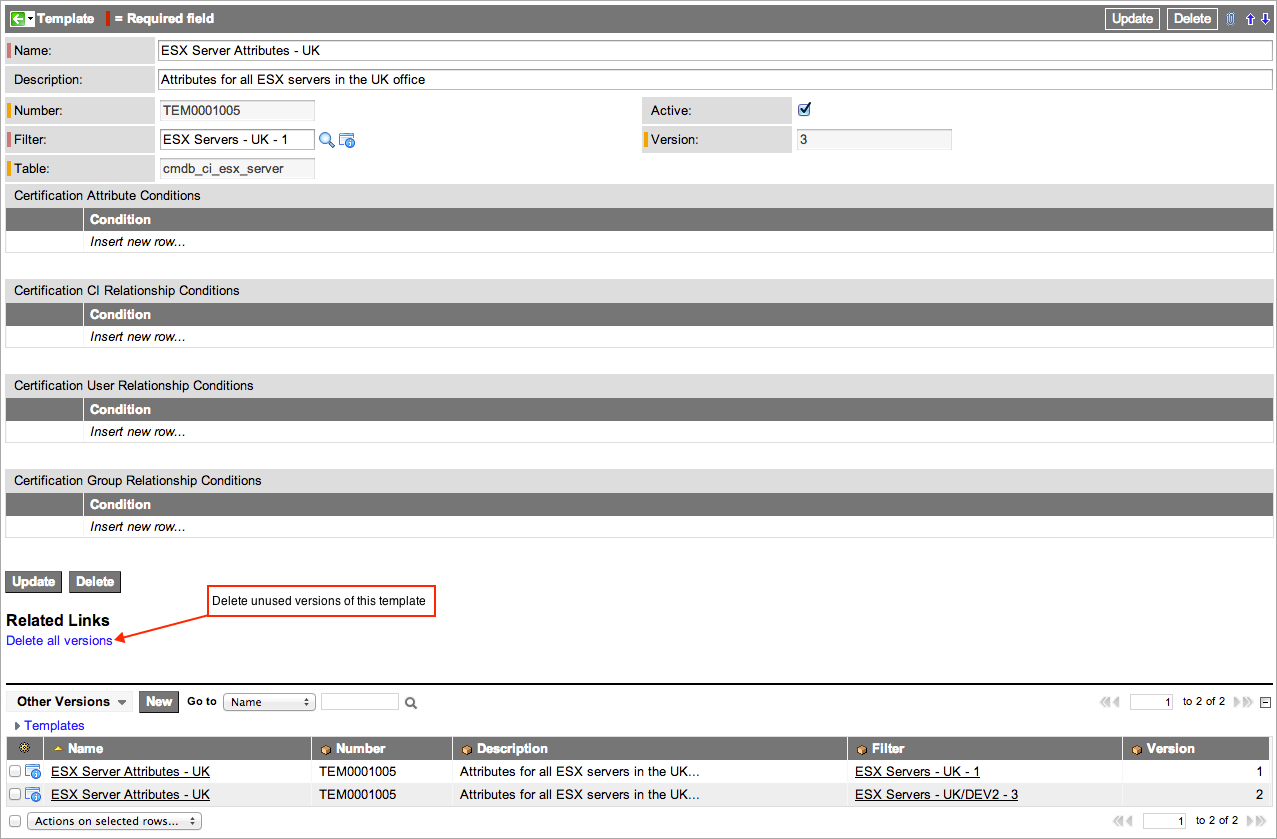 Template = Required field Update Delete
Name: ESX Server Attributes - UK
Description: Attributes for all ESX servers in the UK office
Number: TEM0001005 Active:
Filter: ESX Servers - UK - 1 Version: 3
Table: cmdb_ci_esx_server
Certification Attribute Conditions
Condition
Insert new row...
Certification CI Relationship Conditions
Condition
Insert new row...
Certification User Relationship Conditions
Condition
Insert new row...
Certification Group Relationship Conditions
Condition
Insert new row...
Update Delete
Delete unused versions of this template
Related Links
Delete all versions
Other Versions New Go to Name 1 to 2 of 2
Templates
Name Number Description Filter Version
ESX Server Attributes - UK TEM0001005 Attributes for all ESX servers in the UK... ESX Servers - UK - 1 1
ESX Server Attributes - UK TEM0001005 Attributes for all ESX servers in the UK... ESX Servers - UK/DEV2 - 3 2
Actions on selected rows... 1 to 2 of 2